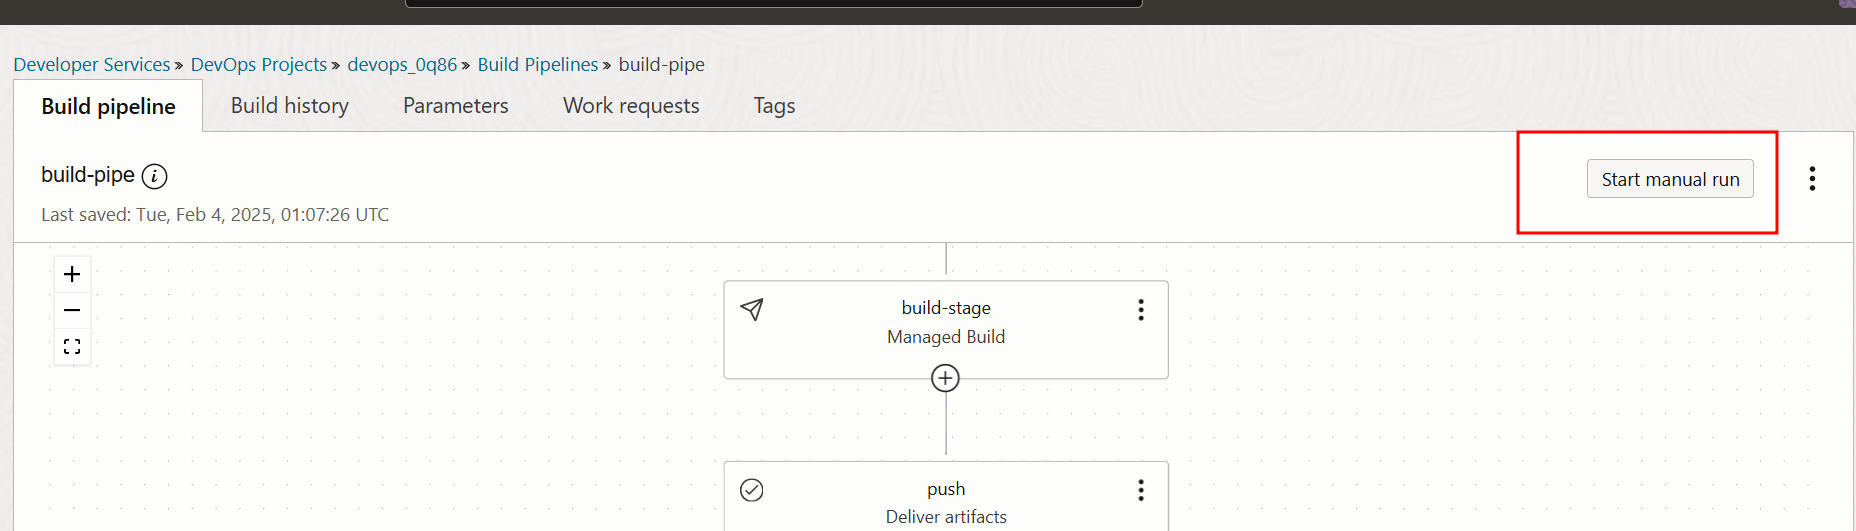 Developer Services » DevOps Projects » devops_0q86 » Build Pipelines » build-pipe
Build pipeline Build history Parameters Work requests Tags
build-pipe i
Start manual run
Last saved: Tue, Feb 4, 2025, 01:07:26 UTC
build-stage
Managed Build
push
Deliver artifacts